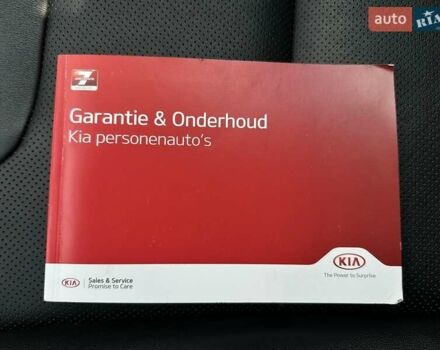 auto RIA
7
Garantie & Onderhoud
Kia personenauto's
KIA
The Power to Surprise
KIA
Sales & Service
Promise to Care